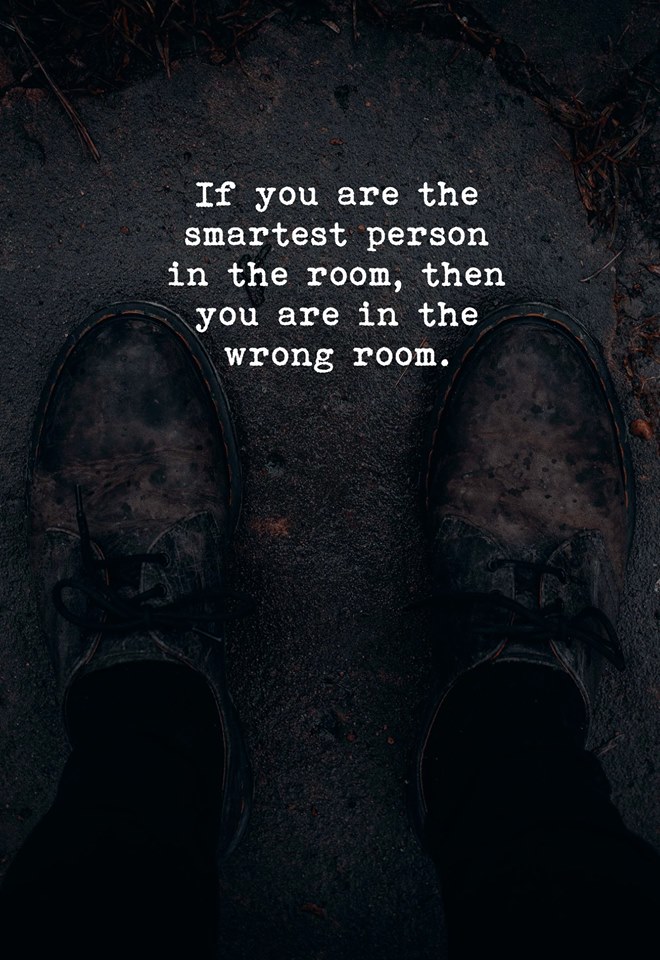 If you are the
smartest person
in the room, then
you are in the
wrong room.